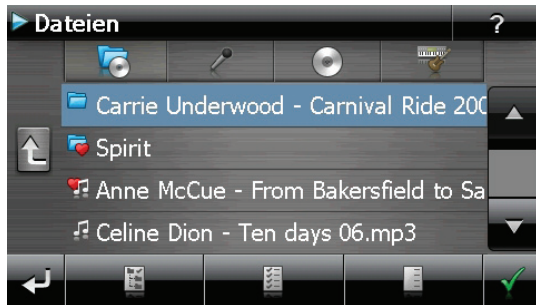 Dateien
?
Carrie Underwood - Carnival Ride 200
Spirit
Anne McCue - From Bakersfield to Sa
Celine Dion - Ten days 06.mp3